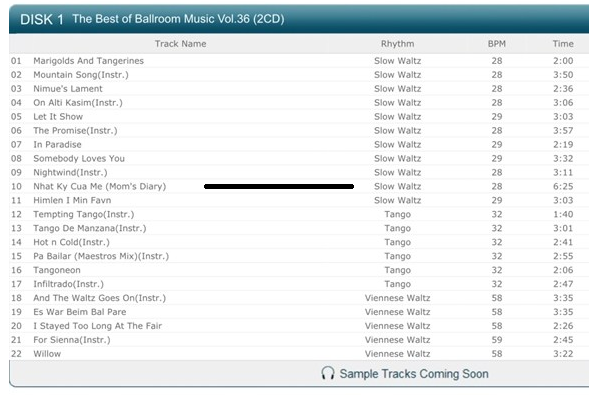 DISK 1 The Best of Ballroom Music Vol.36 (2CD)
Track Name Rhythm BPM Time
01 Marigolds And Tangerines Slow Waltz 28 2:00
02 Mountain Song(Instr.) Slow Waltz 28 3:50
03 Nimue's Lament Slow Waltz 28 2:36
04 On Alti Kasim(Instr.) Slow Waltz 28 3:06
05 Let It Show Slow Waltz 29 3:03
06 The Promise(Instr.) Slow Waltz 28 3:57
07 In Paradise Slow Waltz 29 2:19
08 Somebody Loves You Slow Waltz 29 3:32
09 Nightwind(Instr.) Slow Waltz 28 3:11
10 Nhat Ky Cua Me (Mom's Diary) Slow Waltz 28 6:25
11 Himlen I Min Favn Slow Waltz 29 3:03
12 Tempting Tango(Instr.) Tango 32 1:40
13 Tango De Manzana(Instr.) Tango 32 3:01
14 Hot n Cold(Instr.) Tango 32 2:41
15 Pa Bailar (Maestros Mix)(Instr.) Tango 32 2:55
16 Tangoneon Tango 32 2:06
17 Infiltrado(Instr.) Tango 32 2:47
18 And The Waltz Goes On(Instr.) Viennese Waltz 58 3:35
19 Es War Beim Bal Pare Viennese Waltz 58 3:35
20 I Stayed Too Long At The Fair Viennese Waltz 58 2:26
21 For Sienna(Instr.) Viennese Waltz 59 2:45
22 Willow Viennese Waltz 58 3:22
Sample Tracks Coming Soon